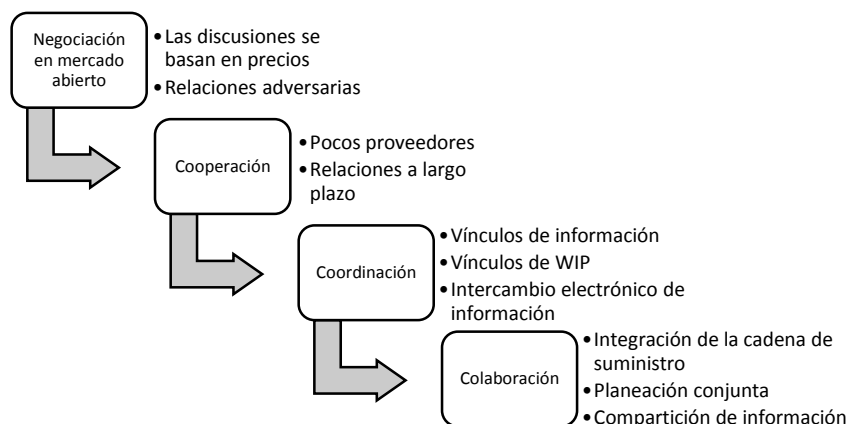 Negociación
en mercado
abierto
•Las discusiones se
basan en precios
•Relaciones adversarias
Cooperación
•Pocos proveedores
•Relaciones a largo
plazo
Coordinación
•Vínculos de información
•Vínculos de WIP
•Intercambio electrónico de
información
Colaboración
•Integración de la cadena de
suministro
•Planeación conjunta
•Compartición de información